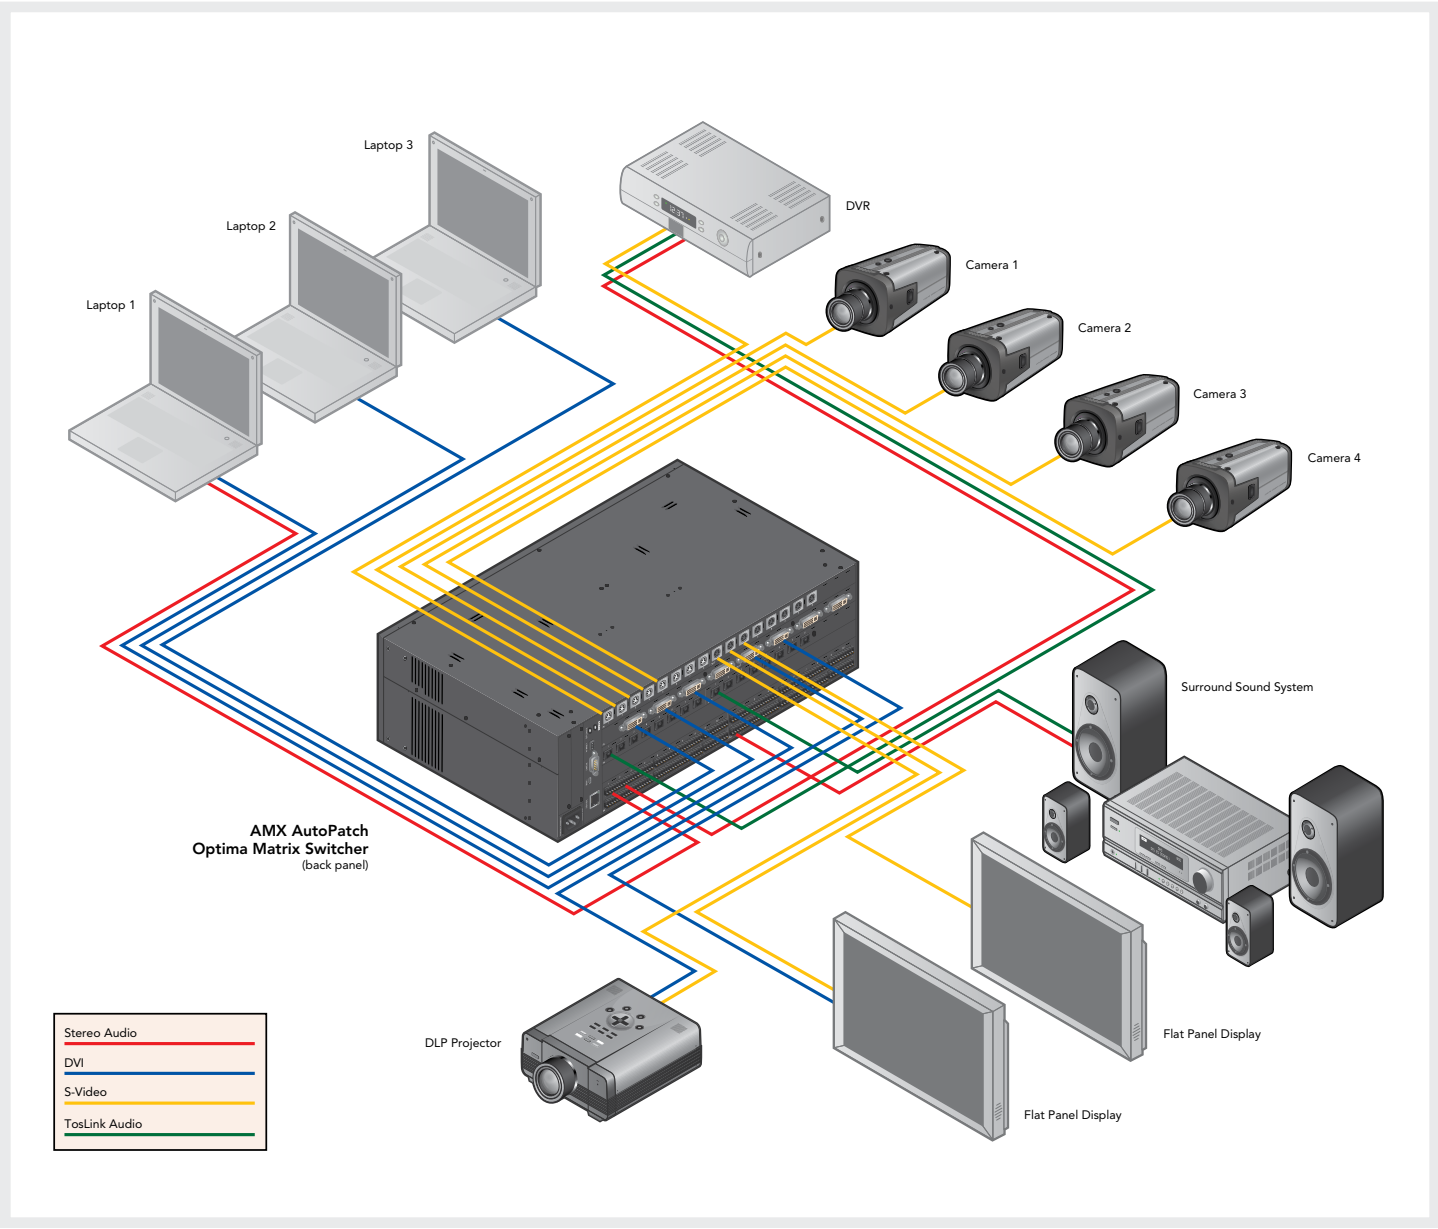 Laptop 3
DVR
Laptop 2
Camera 1
Laptop 1
Camera 2
Camera 3
Camera 4
Surround Sound System
AMX AutoPatch
Optima Matrix Switcher
(back panel)
Stereo Audio
DVI
S-Video
TosLink Audio
DLP Projector
Flat Panel Display
Flat Panel Display